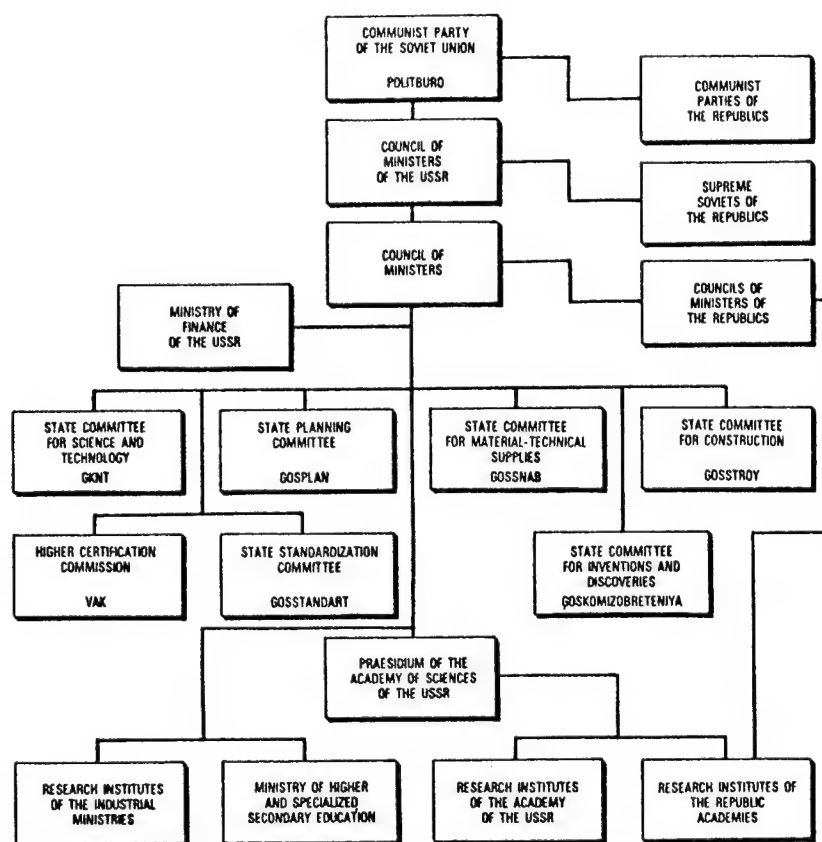 COMMUNIST PARTY
OF THE SOVIET UNION
POLITBURO
COMMUNIST
PARTIES OF
THE REPUBLICS
COUNCIL OF
MINISTERS
OF THE USSR
SUPREME
SOVIETS OF
THE REPUBLICS
COUNCIL OF
MINISTERS
COUNCILS OF
MINISTERS OF
THE REPUBLICS
MINISTRY OF
FINANCE
OF THE USSR
STATE COMMITTEE
FOR SCIENCE AND
TECHNOLOGY
GKNT
STATE PLANNING
COMMITTEE
GOSPLAN
STATE COMMITTEE
FOR MATERIAL-TECHNICAL
SUPPLIES
GOSSNAB
STATE COMMITTEE
FOR CONSTRUCTION
GOSSTROY
HIGHER CERTIFICATION
COMMISSION
VAK
STATE STANDARDIZATION
COMMITTEE
GOSSTANDART
STATE COMMITTEE
FOR INVENTIONS AND
DISCOVERIES
GOSKOMIZOBRETENIYA
PRAESIDIUM OF THE
ACADEMY OF SCIENCES
OF THE USSR
RESEARCH INSTITUTES
OF THE INDUSTRIAL
MINISTRIES
MINISTRY OF HIGHER
AND SPECIALIZED
SECONDARY EDUCATION
RESEARCH INSTITUTES
OF THE ACADEMY
OF THE USSR
RESEARCH INSTITUTES OF
THE REPUBLIC
ACADEMIES